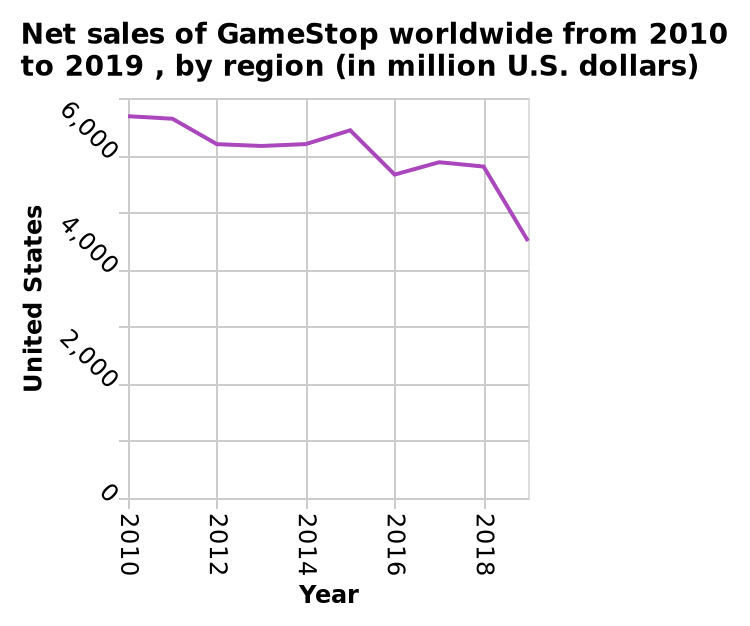 Net sales of GameStop worldwide from 2010
to 2019 , by region (in million U.S. dollars)
United States
6,000
4,000
2,000
0
2010
2012
2014
2016
2018
Year